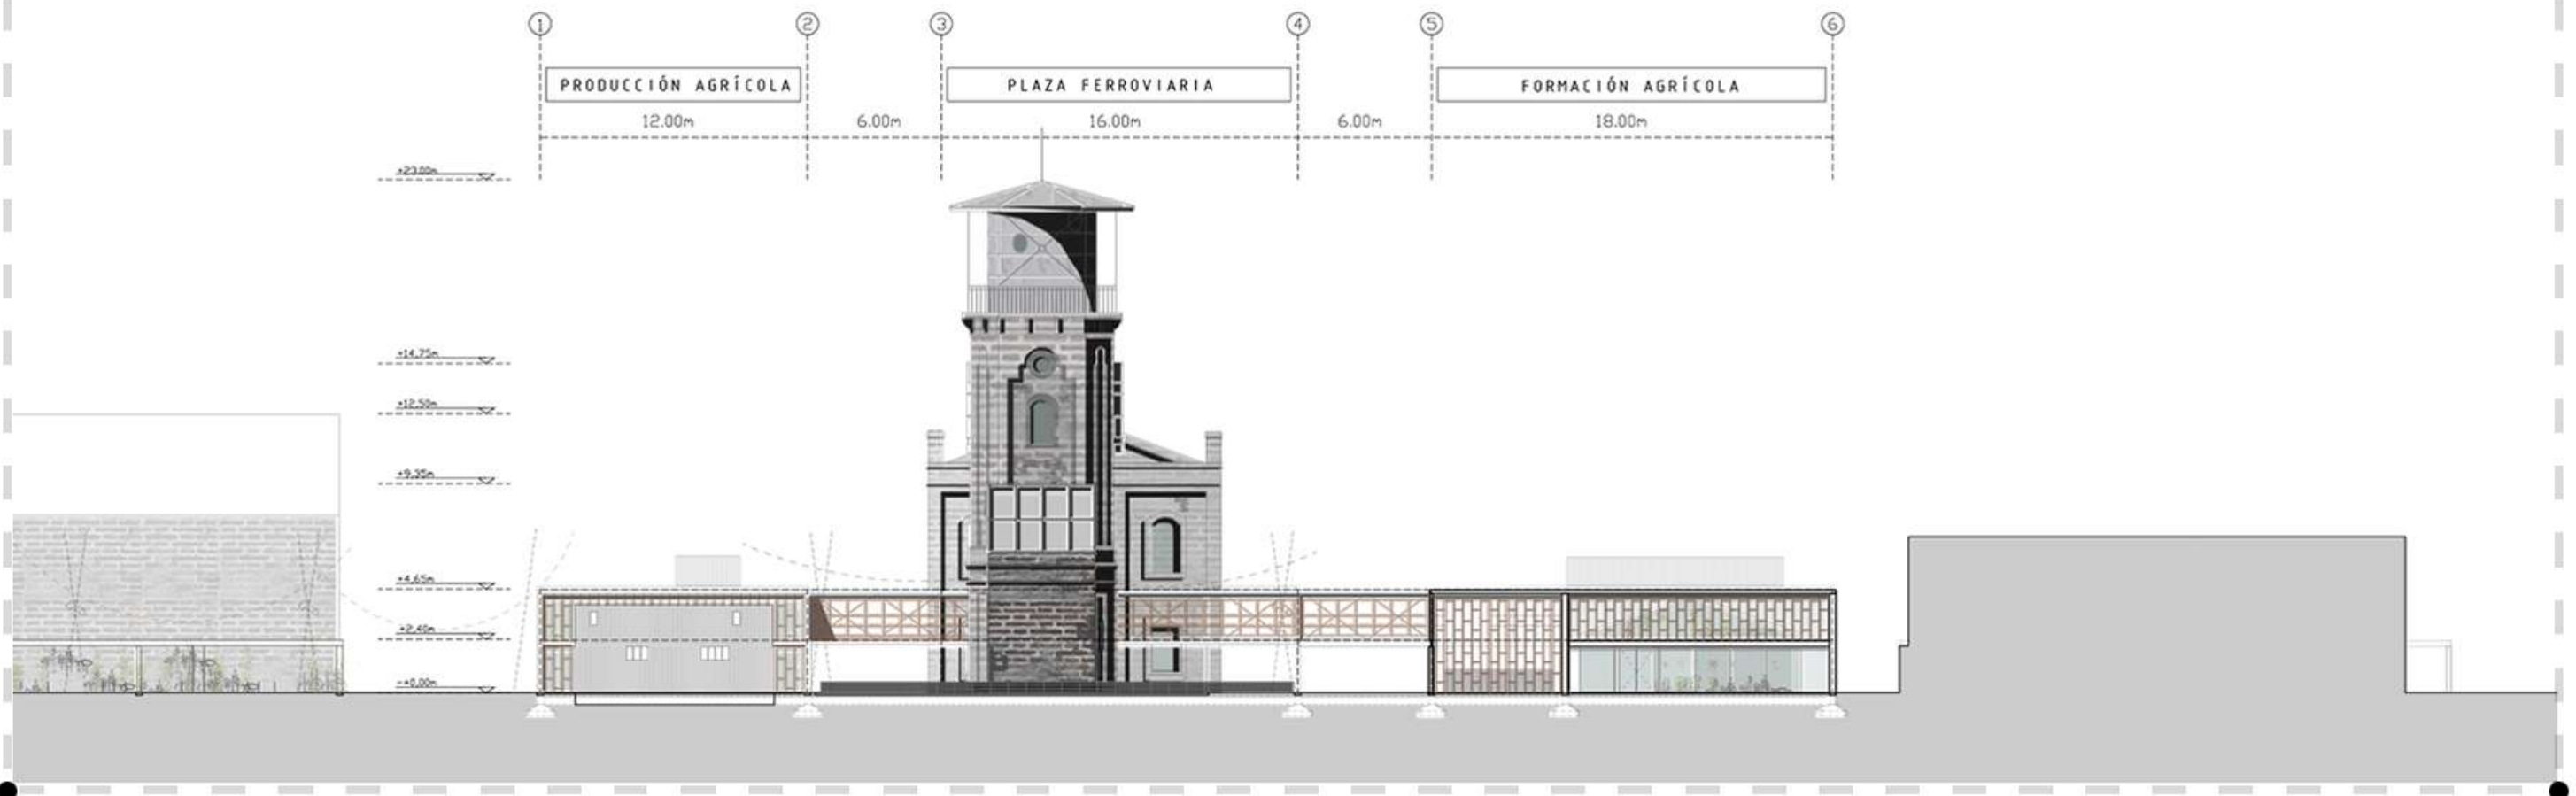 1 2 3 4 5 6
PRODUCCIÓN AGRÍCOLA PLAZA FERROVIARIA FORMACIÓN AGRÍCOLA
12.00m 6.00m 16.00m 6.00m 18.00m
+23.00m
+14.75m
+12.50m
+9.35m
+4.65m
+2.40m
+0.00m